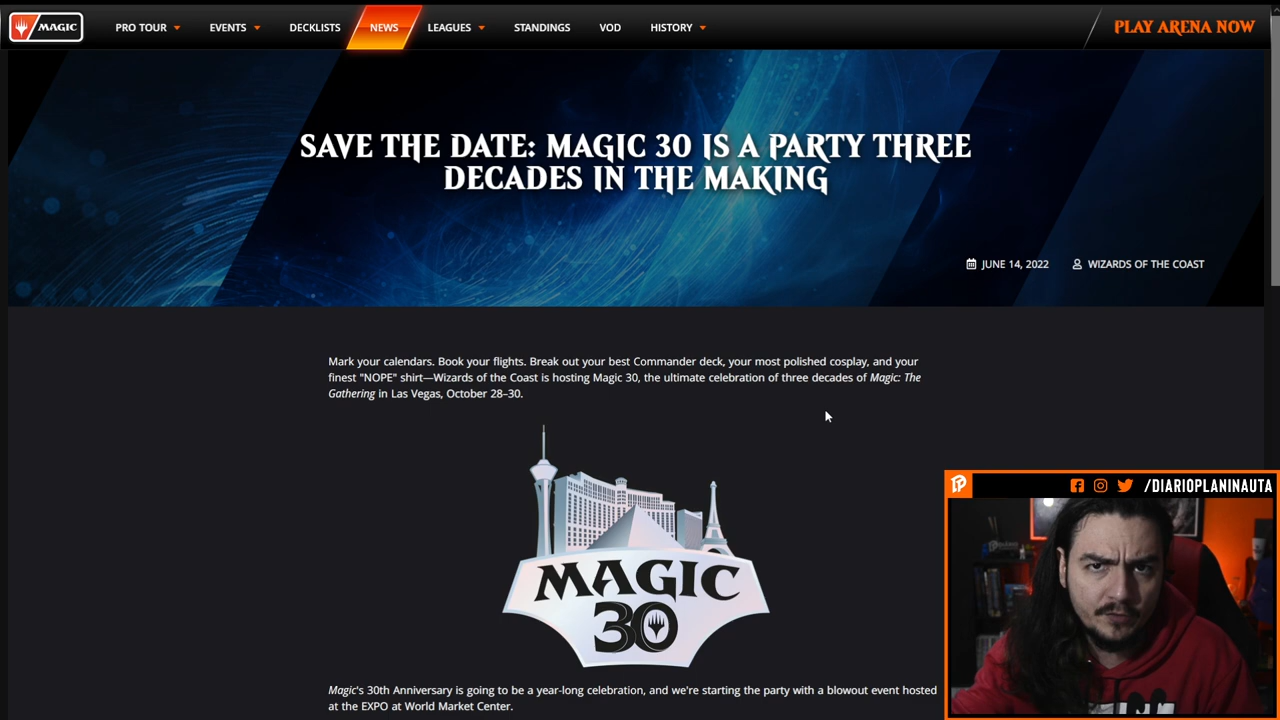 MAGIC
PRO TOUR
EVENTS
DECKLISTS
NEWS
LEAGUES
STANDINGS
VOD
HISTORY
PLAY ARENA NOW
SAVE THE DATE: MAGIC 30 IS A PARTY THREE
DECADES IN THE MAKING
JUNE 14, 2022
WIZARDS OF THE COAST
Mark your calendars. Book your flights. Break out your best Commander deck, your most polished cosplay, and your
finest "NOPE" shirt—Wizards of the Coast is hosting Magic 30, the ultimate celebration of three decades of Magic: The
Gathering in Las Vegas, October 28–30.
MAGIC
30
Magic's 30th Anniversary is going to be a year-long celebration, and we're starting the party with a blowout event hosted
at the EXPO at World Market Center.
/DIARIOPLANINAUTA